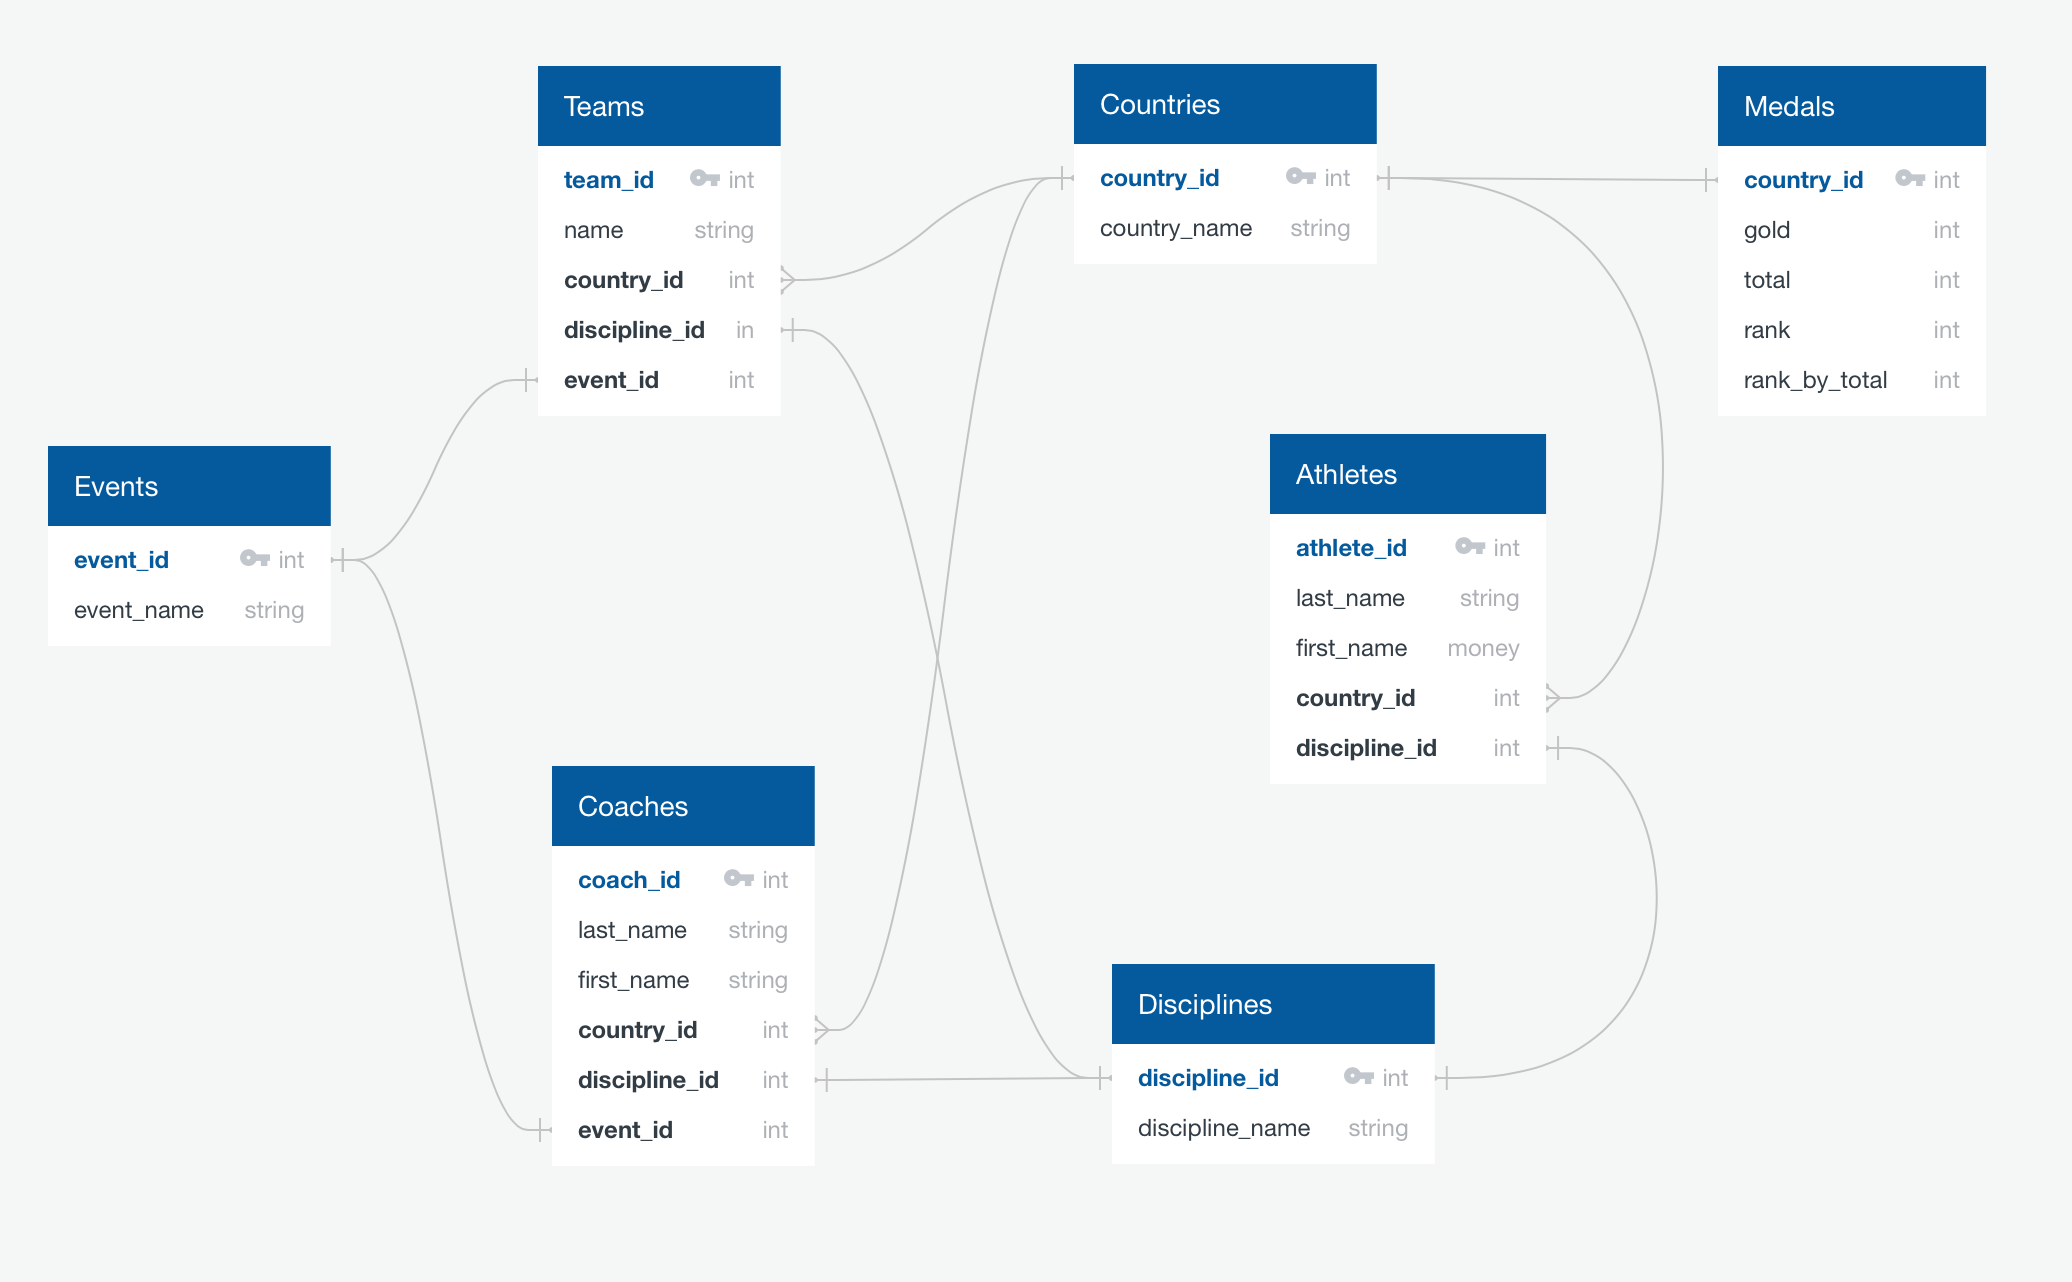 Teams
team_id int
name string
country_id int
discipline_id in
event_id int
Countries
country_id int
country_name string
Medals
country_id int
gold int
total int
rank int
rank_by_total int
Events
event_id int
event_name string
Athletes
athlete_id int
last_name string
first_name money
country_id int
discipline_id int
Coaches
coach_id int
last_name string
first_name string
country_id int
discipline_id int
event_id int
Disciplines
discipline_id int
discipline_name string